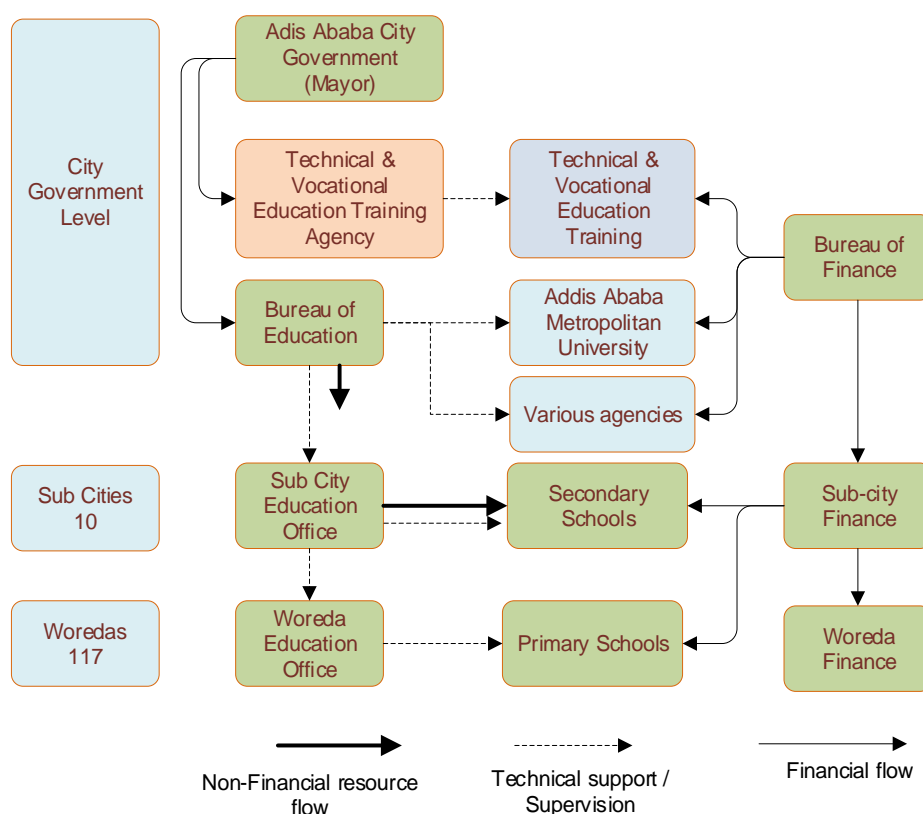 City
Government
Level
Adis Ababa City
Government
(Mayor)
Technical &
Vocational
Education Training
Agency
Technical &
Vocational
Education
Training
Bureau of
Finance
Bureau of
Education
Addis Ababa
Metropolitan
University
Various agencies
Sub Cities
10
Sub City
Education
Office
Secondary
Schools
Sub-city
Finance
Woredas
117
Woreda
Education
Office
Primary Schools
Woreda
Finance
Non-Financial resource
flow
Technical support /
Supervision
Financial flow